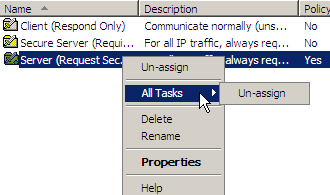 Name Description Policy
Client (Respond Only) Communicate normally (uns... No
Secure Server (Requi... For all IP traffic, always req... No
Server (Request Sec... always req... Yes
Un-assign
All Tasks Un-assign
Delete
Rename
Properties
Help